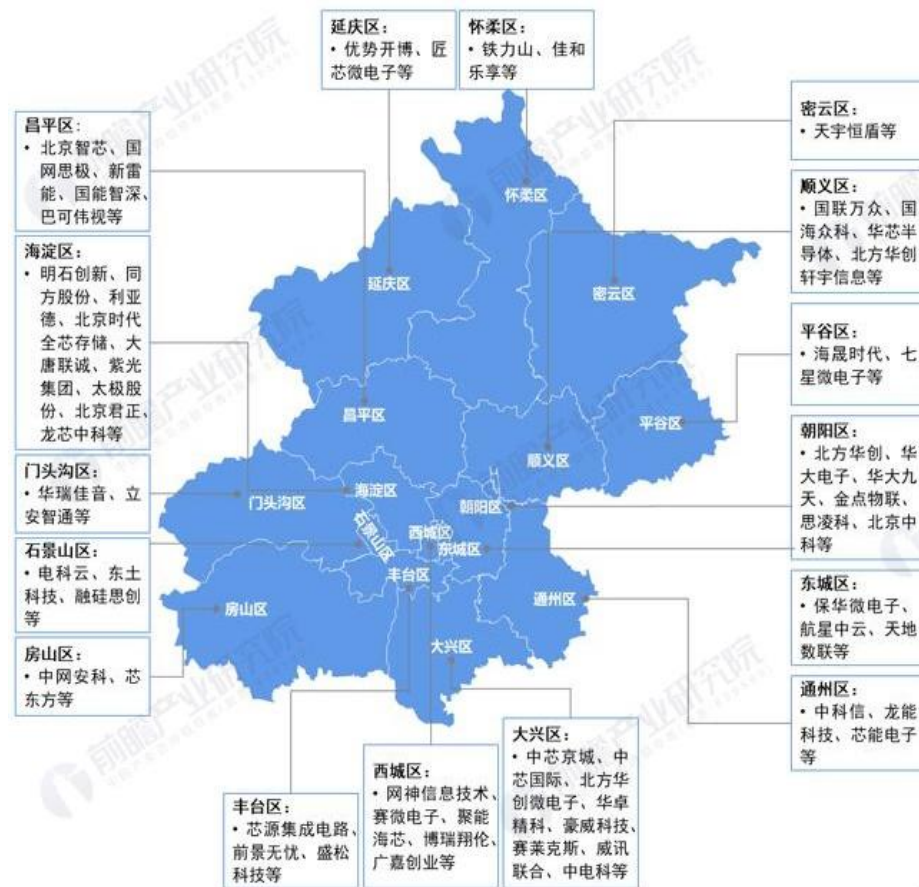 延庆区：
• 优势开博、匠
芯微电子等
怀柔区：
• 铁力山、佳和
乐享等
昌平区：
• 北京智芯、国
网思极、新雷
能、国能智深、
巴可伟视等
海淀区：
• 明石创新、同
方股份、利亚
德、北京时代
全芯存储、大
唐联诚、紫光
集团、太极股
份、北京君正、
龙芯中科等
门头沟区：
• 华瑞佳音、立
安智通等
石景山区：
• 电科云、东土
科技、融硅思创
等
房山区：
• 中网安科、芯
东方等
密云区：
• 天宇恒盾等
顺义区：
• 国联万众、国
海众科、华芯半
导体、北方华创
轩宇信息等
平谷区：
• 海晟时代、七
星微电子等
朝阳区：
• 北方华创、华
大电子、华大九
天、金点物联、
思凌科、北京中
科等
东城区：
• 保华微电子、
航星中云、天地
数联等
通州区：
• 中科信、龙能
科技、芯能电子
等
丰台区：
• 芯源集成电路、
前景无忧、盛松
科技等
西城区：
• 网神信息技术、
赛微电子、聚能
海芯、博瑞翔伦、
广嘉创业等
大兴区：
• 中芯京城、中
芯国际、北方华
创微电子、华卓
精科、豪威科技、
赛莱克斯、威讯
联合、中电科等
怀柔区
延庆区
密云区
昌平区
顺义区
平谷区
门头沟区
海淀区
朝阳区
石景山区
西城区
东城区
丰台区
房山区
通州区
大兴区
前瞻产业研究院